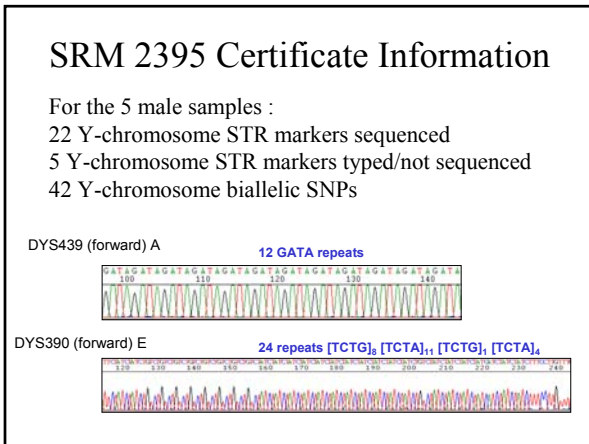 SRM 2395 Certificate Information
For the 5 male samples :
22 Y-chromosome STR markers sequenced
5 Y-chromosome STR markers typed/not sequenced
42 Y-chromosome biallelic SNPs
DYS439 (forward) A
12 GATA repeats
GATAGATAGATAGATAGATAGATAGATAGATAGATAGATAGATAGATA
100 110 120 130 140
DYS390 (forward) E
24 repeats [TCTG]₈ [TCTA]₁₁ [TCTG]₁ [TCTA]₄
120 130 140 150 160 170 180 190 200 210 220 230 240